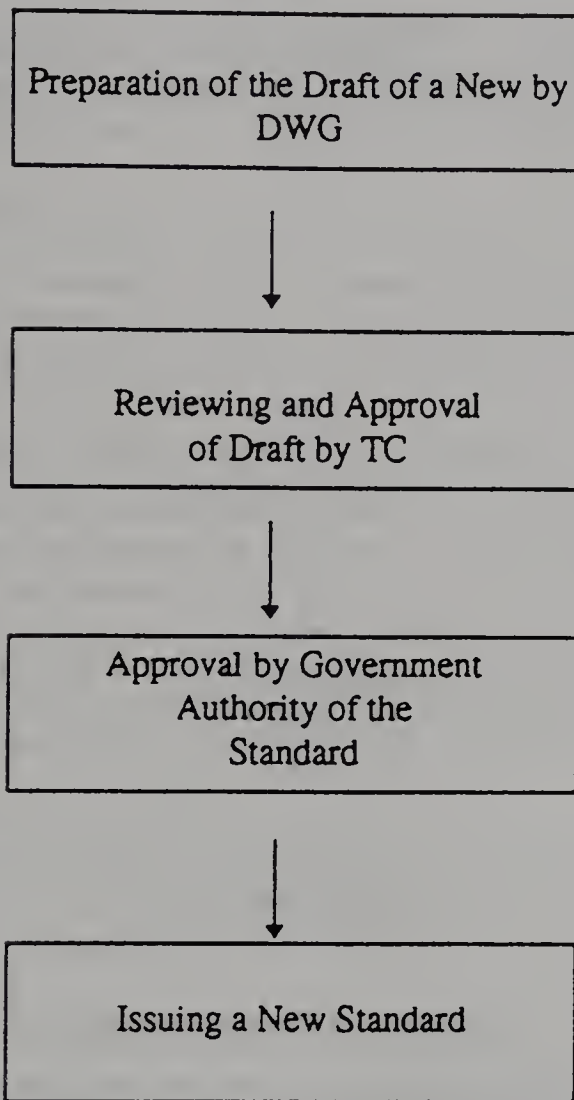 Preparation of the Draft of a New by
DWG
Reviewing and Approval
of Draft by TC
Approval by Government
Authority of the
Standard
Issuing a New Standard